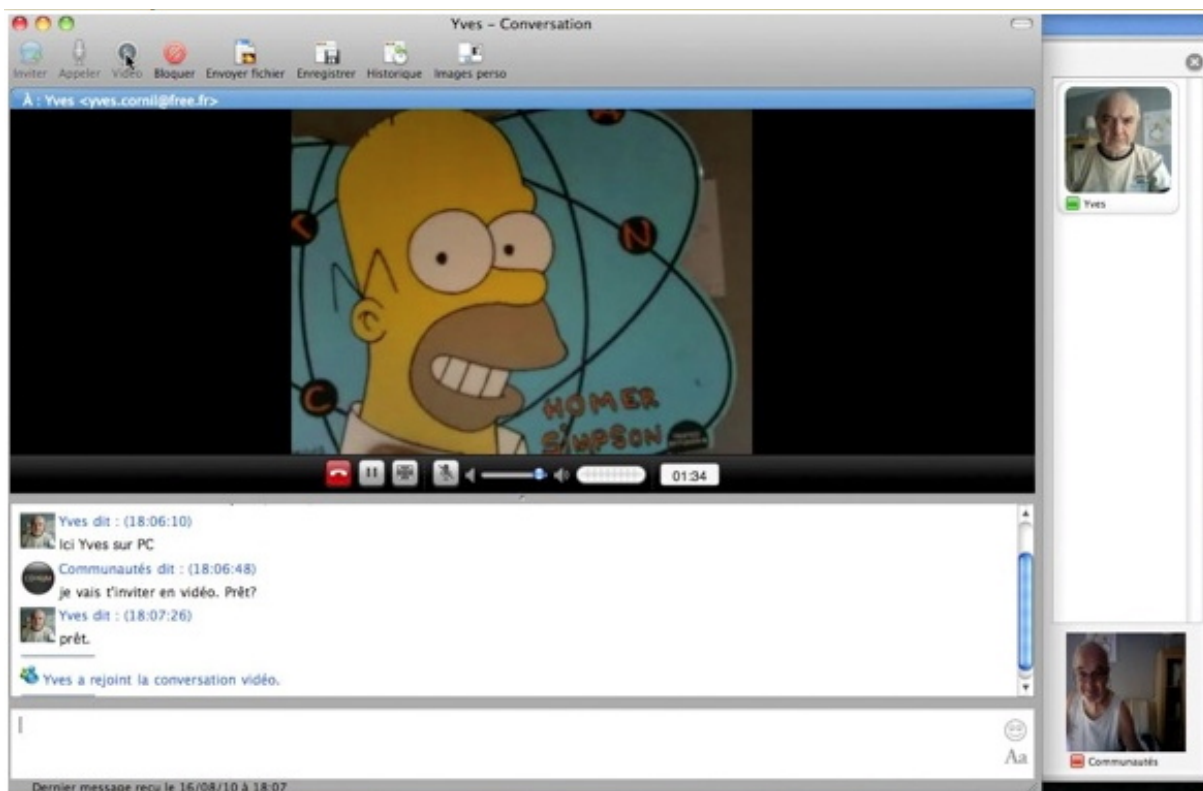 Yves – Conversation
Inviter Appeler Vidéo Bloquer Envoyer fichier Enregistrer Historique Images perso
À : Yves <yves.cornil@free.fr>
N
C
HOMER
SIMPSON
01:34
Yves
Yves dit : (18:06:10)
Ici Yves sur PC
Communautés dit : (18:06:48)
je vais t'inviter en vidéo. Prêt?
Yves dit : (18:07:26)
prêt.
Yves a rejoint la conversation vidéo.
Aa
Communautés
Dernier message reçu le 16/08/10 à 18:07